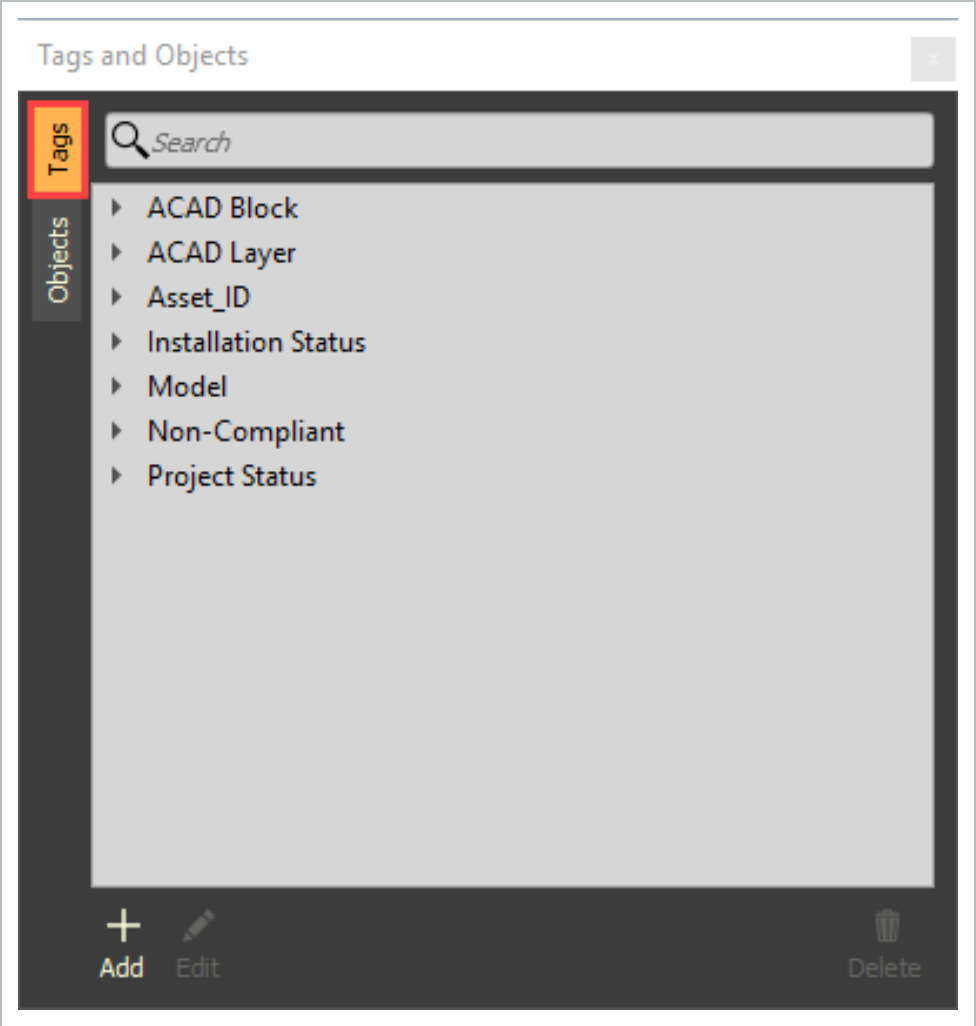 Tags and Objects
x
Tags
Search
Objects
ACAD Block
ACAD Layer
Asset_ID
Installation Status
Model
Non-Compliant
Project Status
Add
Edit
Delete